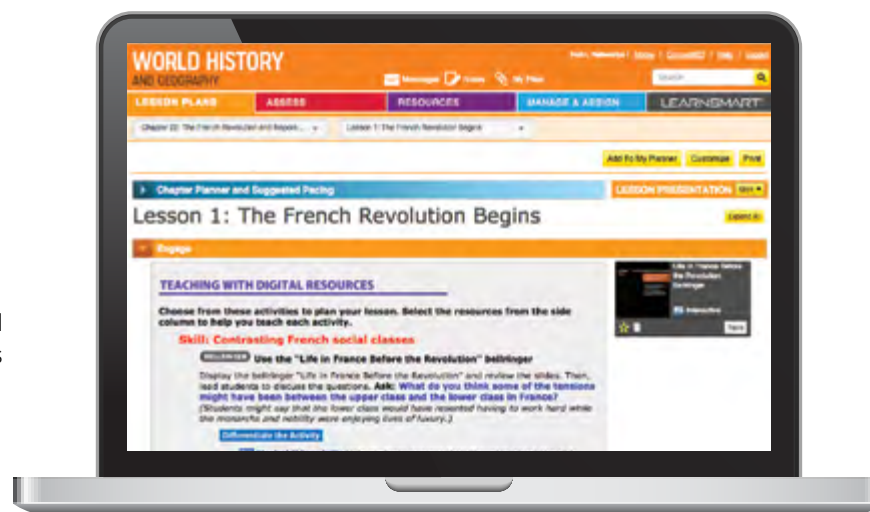 WORLD HISTORY
AND GEOGRAPHY
Messages Notes My Files
Search
LESSON PLANS ASSESS RESOURCES MANAGE & ASSIGN LEARNSMART
Lesson 1: The French Revolution Begins
Add To My Planner Customize Print
Chapter Planner and Suggested Pacing LESSON PRESENTATION
Lesson 1: The French Revolution Begins
Expand All
Engage
TEACHING WITH DIGITAL RESOURCES
Choose from these activities to plan your lesson. Select the resources from the side
column to help you teach each activity.
Skill: Contrasting French social classes
BELLRINGER Use the "Life in France Before the Revolution" bellringer
Display the bellringer "Life in France Before the Revolution" and review the slides. Then,
lead students to discuss the questions. Ask: What do you think some of the tensions
might have been between the upper class and the lower class in France?
(Students might say that the lower class would have resented having to work hard while
the monarchs and nobility were enjoying lives of luxury.)
Differentiate the Activity
Life in France Before
the Revolution
Bellringer
Interactive